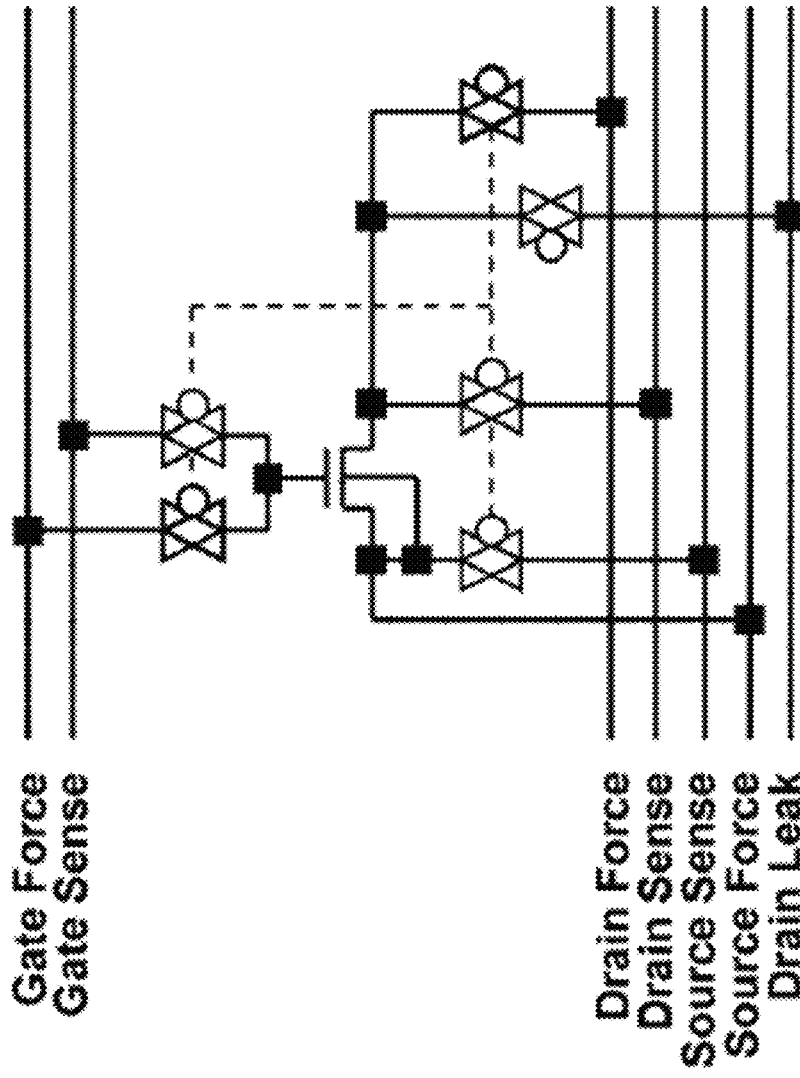 Gate Force
Gate Sense
Drain Force
Drain Sense
Source Sense
Source Force
Drain Leak